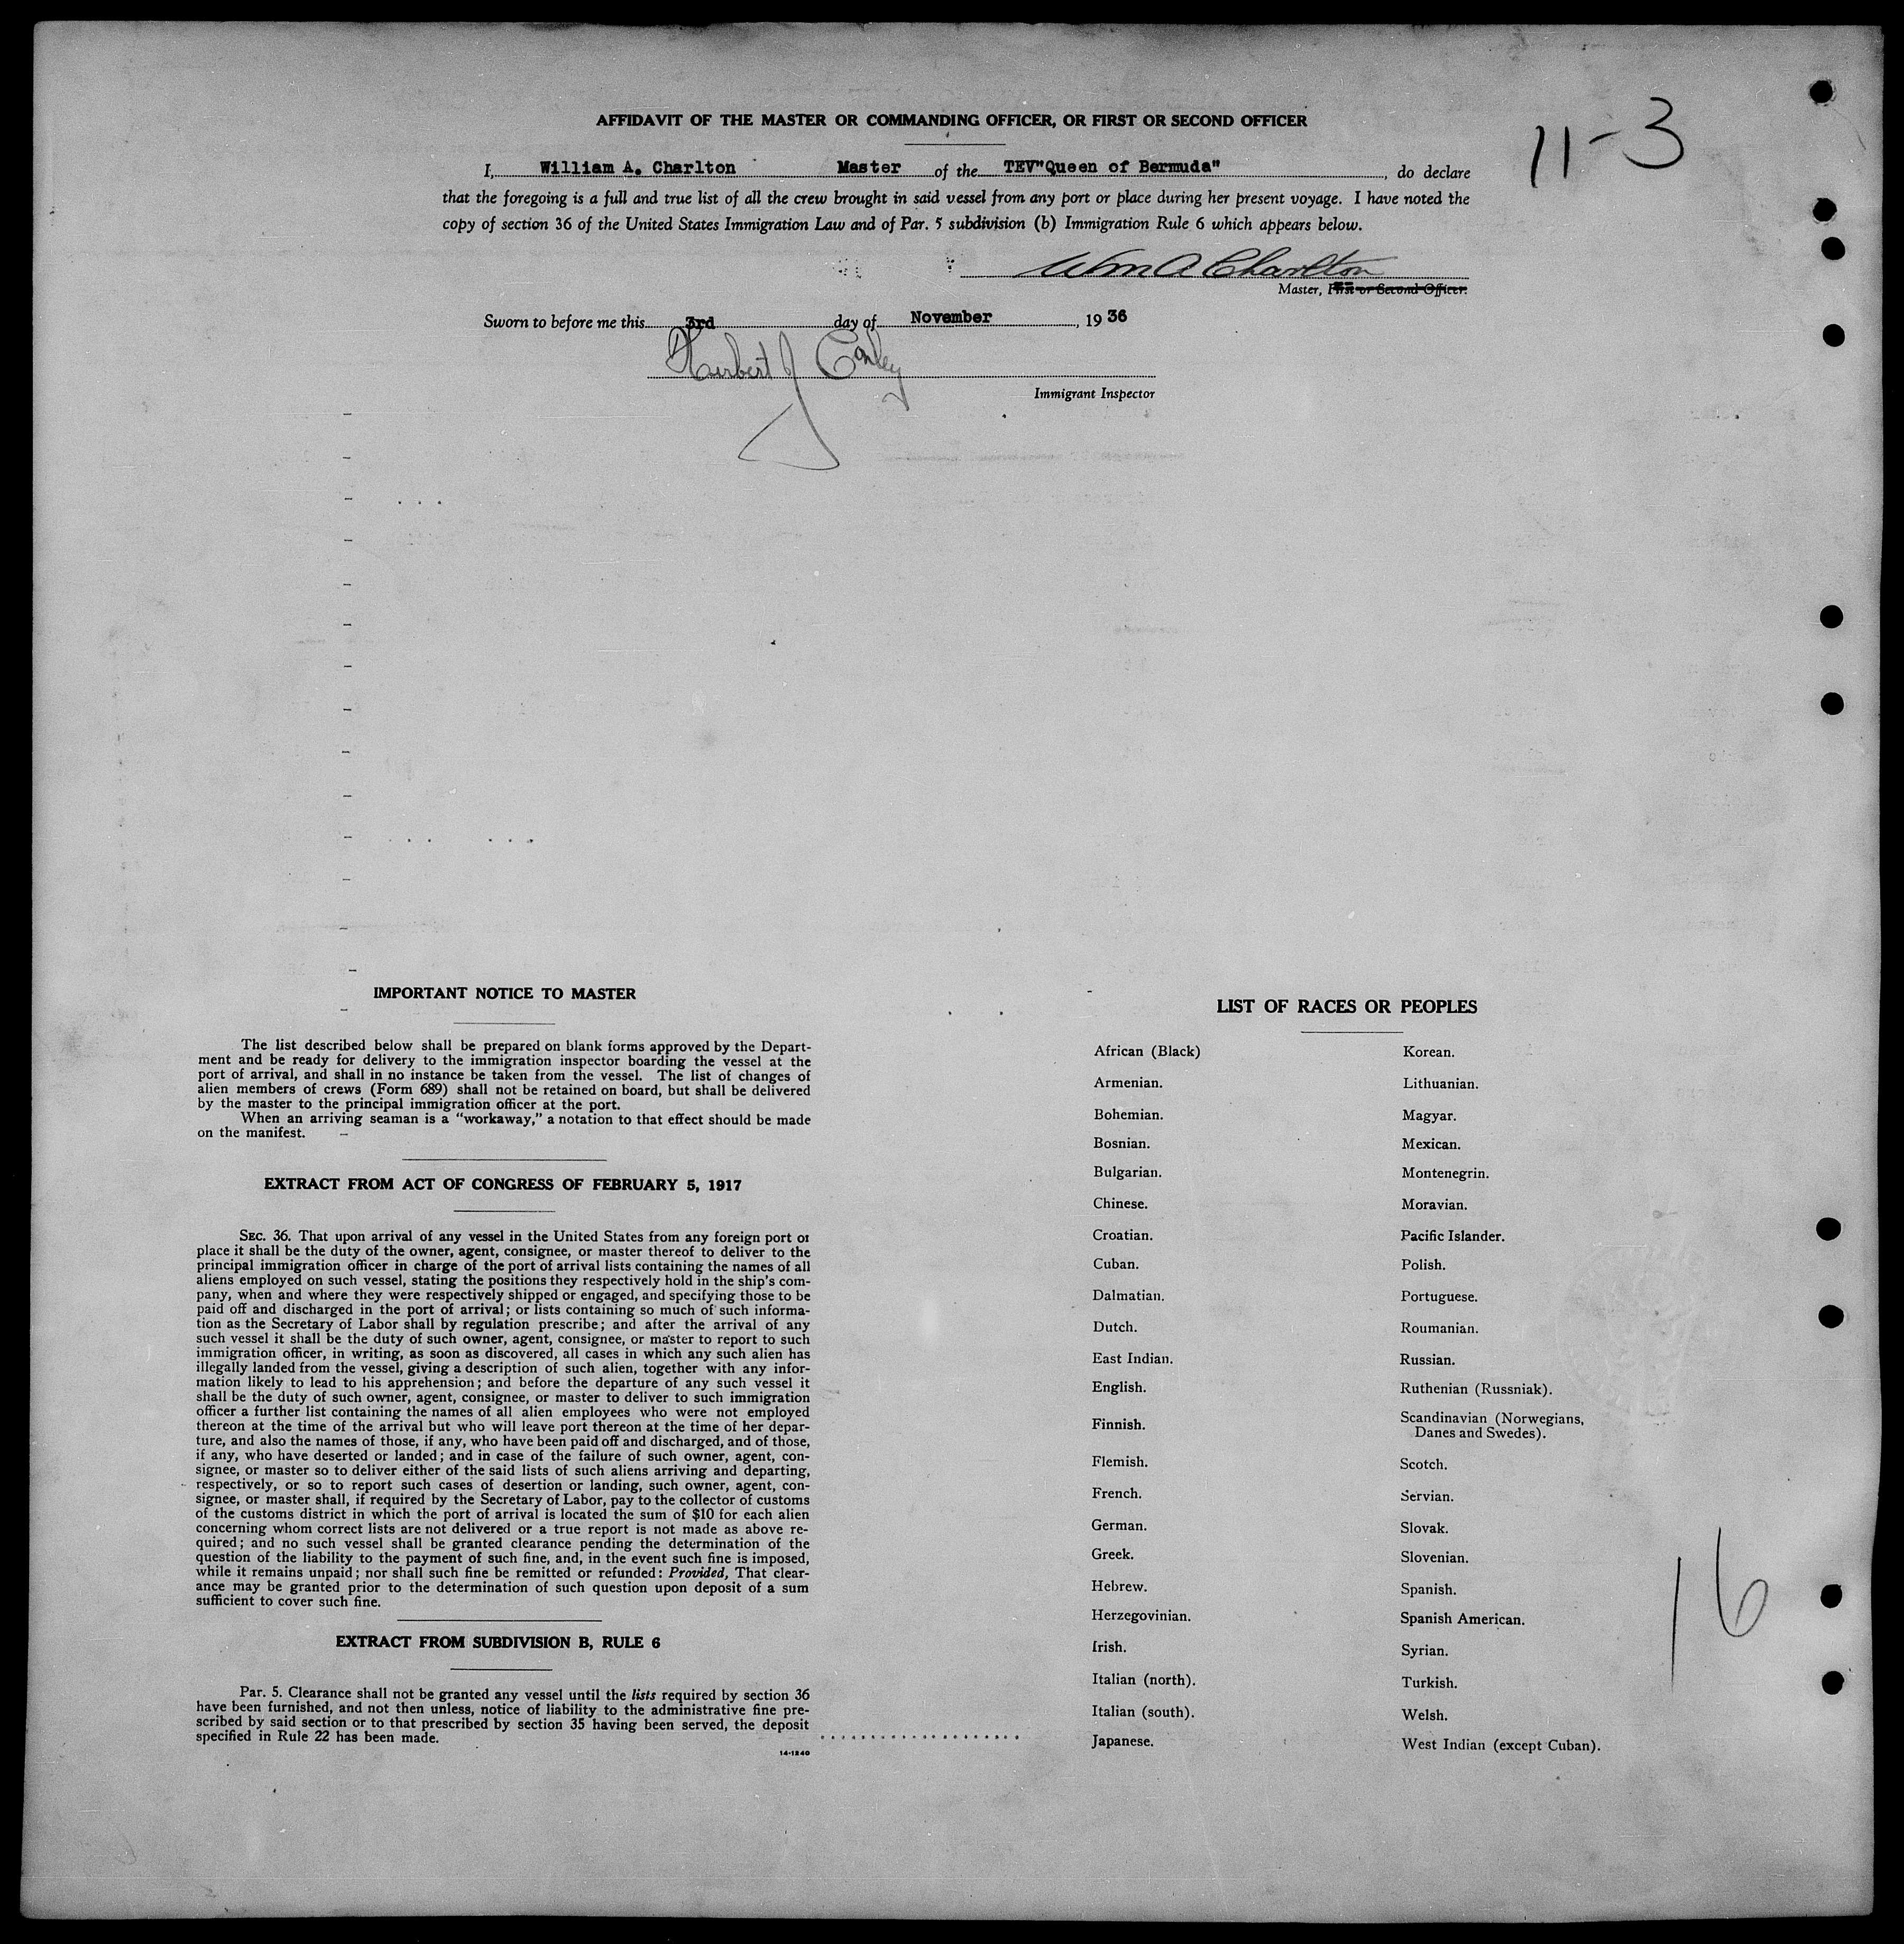 AFFIDAVIT OF THE MASTER OR COMMANDING OFFICER, OR FIRST OR SECOND OFFICER
11-3
I, William A. Charlton Master of the TEV"Queen of Bermuda", do declare
that the foregoing is a full and true list of all the crew brought in said vessel from any port or place during her present voyage. I have noted the
copy of section 36 of the United States Immigration Law and of Par. 5 subdivision (b) Immigration Rule 6 which appears below.
Wm A Charlton
Master, First or Second Officer.
Sworn to before me this 3rd day of November, 1936
Herbert J Conley
Immigrant Inspector
IMPORTANT NOTICE TO MASTER
The list described below shall be prepared on blank forms approved by the Depart-
ment and be ready for delivery to the immigration inspector boarding the vessel at the
port of arrival, and shall in no instance be taken from the vessel. The list of changes of
alien members of crews (Form 689) shall not be retained on board, but shall be delivered
by the master to the principal immigration officer at the port.
When an arriving seaman is a "workaway," a notation to that effect should be made
on the manifest.
EXTRACT FROM ACT OF CONGRESS OF FEBRUARY 5, 1917
SEC. 36. That upon arrival of any vessel in the United States from any foreign port or
place it shall be the duty of the owner, agent, consignee, or master thereof to deliver to the
principal immigration officer in charge of the port of arrival lists containing the names of all
aliens employed on such vessel, stating the positions they respectively hold in the ship's com-
pany, when and where they were respectively shipped or engaged, and specifying those to be
paid off and discharged in the port of arrival; or lists containing so much of such informa-
tion as the Secretary of Labor shall by regulation prescribe; and after the arrival of any
such vessel it shall be the duty of such owner, agent, consignee, or master to report to such
immigration officer, in writing, as soon as discovered, all cases in which any such alien has
illegally landed from the vessel, giving a description of such alien, together with any infor-
mation likely to lead to his apprehension; and before the departure of any such vessel it
shall be the duty of such owner, agent, consignee, or master to deliver to such immigration
officer a further list containing the names of all alien employees who were not employed
thereon at the time of the arrival but who will leave port thereon at the time of her depar-
ture, and also the names of those, if any, who have been paid off and discharged, and of those,
if any, who have deserted or landed; and in case of the failure of such owner, agent, con-
signee, or master so to deliver either of the said lists of such aliens arriving and departing,
respectively, or so to report such cases of desertion or landing, such owner, agent, con-
signee, or master shall, if required by the Secretary of Labor, pay to the collector of customs
of the customs district in which the port of arrival is located the sum of $10 for each alien
concerning whom correct lists are not delivered or a true report is not made as above re-
quired; and no such vessel shall be granted clearance pending the determination of the
question of the liability to the payment of such fine, and, in the event such fine is imposed,
while it remains unpaid; nor shall such fine be remitted or refunded: Provided, That clear-
ance may be granted prior to the determination of such question upon deposit of a sum
sufficient to cover such fine.
EXTRACT FROM SUBDIVISION B, RULE 6
Par. 5. Clearance shall not be granted any vessel until the lists required by section 36
have been furnished, and not then unless, notice of liability to the administrative fine pre-
scribed by said section or to that prescribed by section 35 having been served, the deposit
specified in Rule 22 has been made.
14-1240
LIST OF RACES OR PEOPLES
African (Black)
Armenian.
Bohemian.
Bosnian.
Bulgarian.
Chinese.
Croatian.
Cuban.
Dalmatian.
Dutch.
East Indian.
English.
Finnish.
Flemish.
French.
German.
Greek.
Hebrew.
Herzegovinian.
Irish.
Italian (north).
Italian (south).
Japanese.
Korean.
Lithuanian.
Magyar.
Mexican.
Montenegrin.
Moravian.
Pacific Islander.
Polish.
Portuguese.
Roumanian.
Russian.
Ruthenian (Russniak).
Scandinavian (Norwegians,
Danes and Swedes).
Scotch.
Servian.
Slovak.
Slovenian.
Spanish.
Spanish American.
Syrian.
Turkish.
Welsh.
West Indian (except Cuban).
16